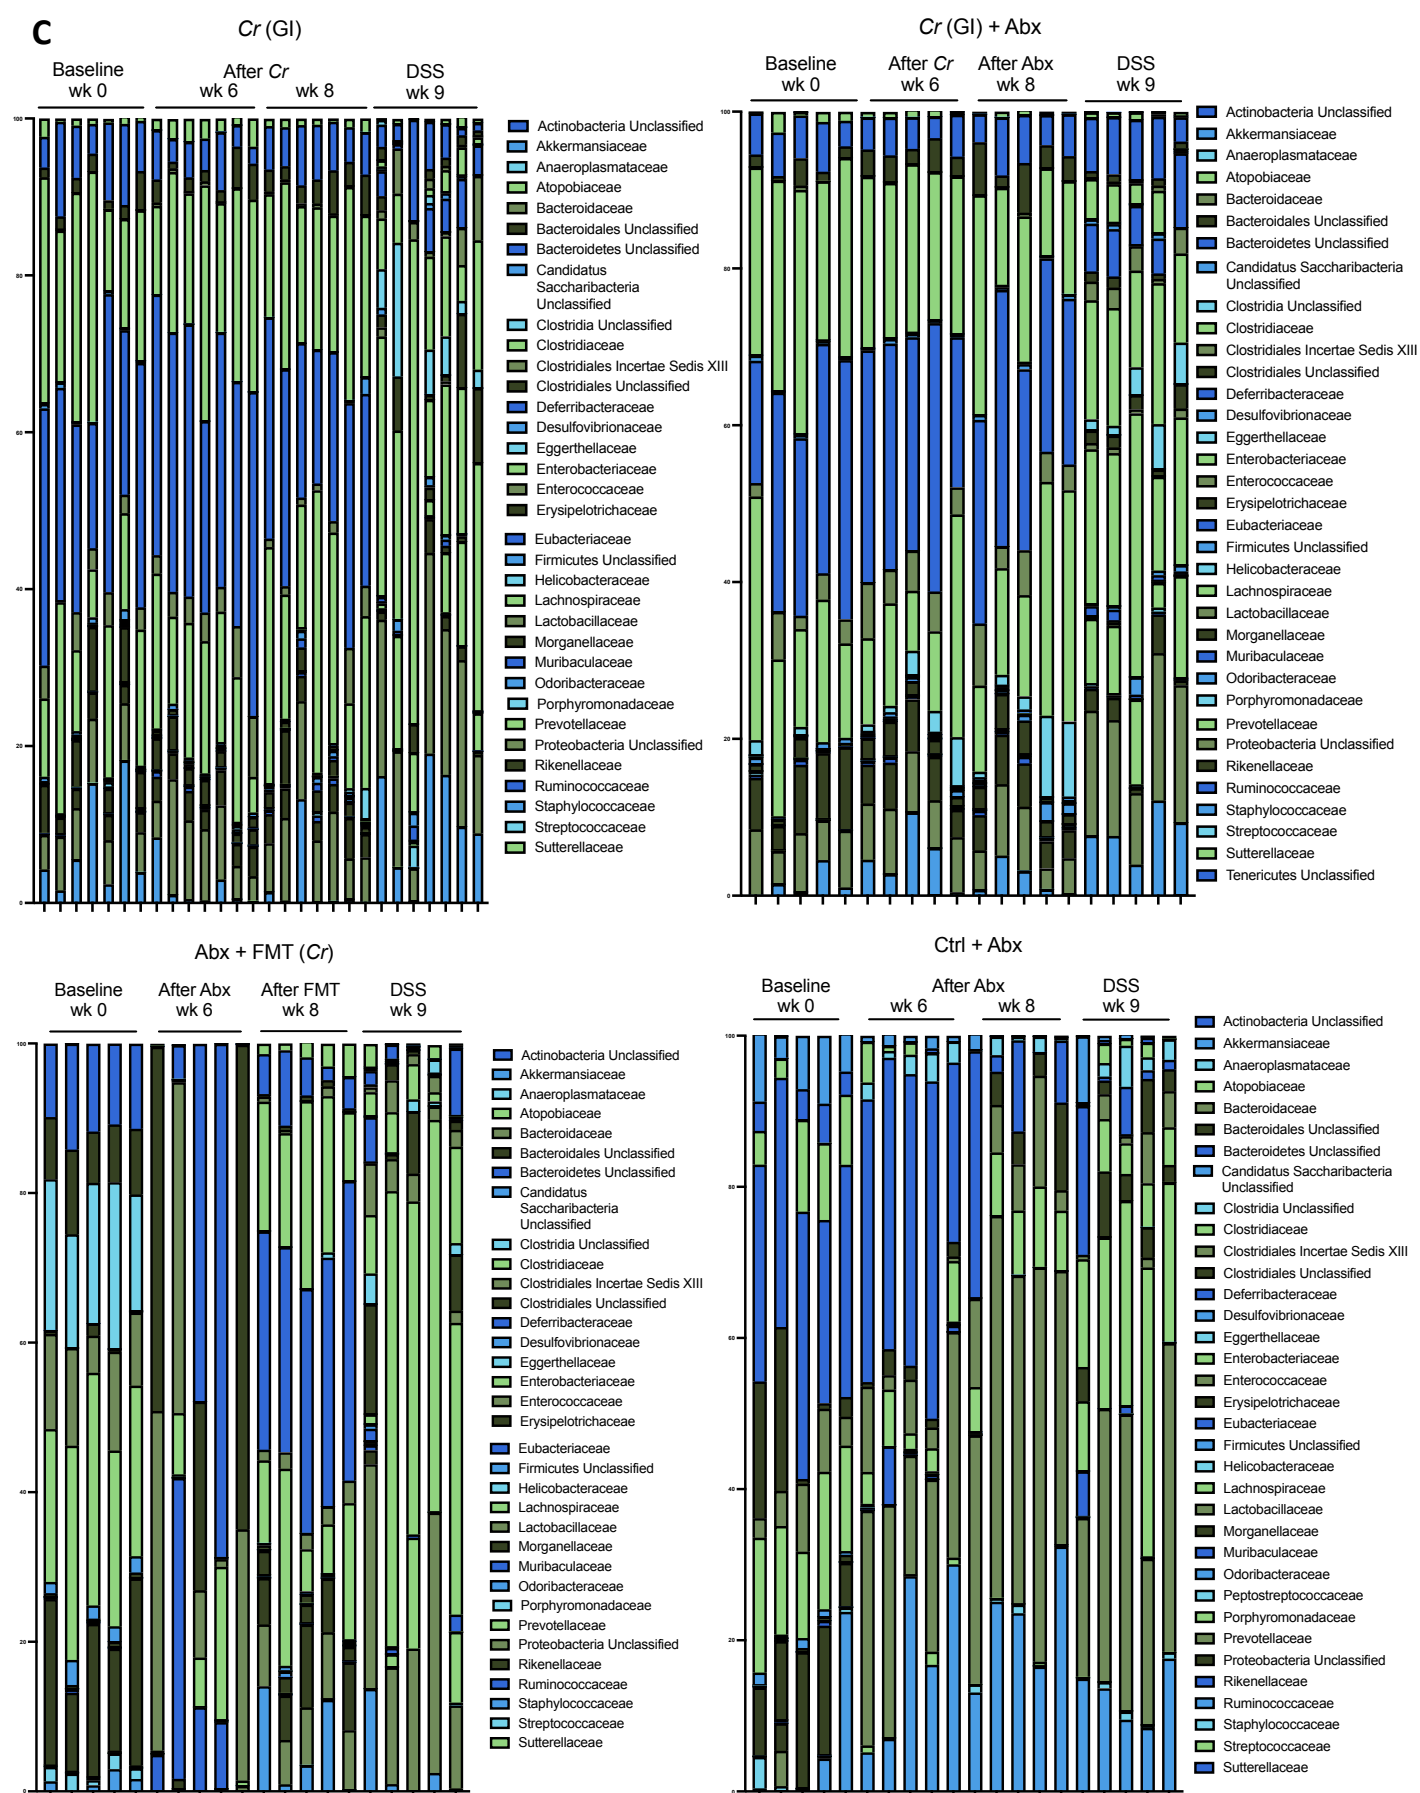 C
Cr (GI)
Baseline
wk 0
After Cr
wk 6
wk 8
DSS
wk 9
100
80
60
40
20
0
Actinobacteria Unclassified
Akkermansiaceae
Anaeroplasmataceae
Atopobiaceae
Bacteroidaceae
Bacteroidales Unclassified
Bacteroidetes Unclassified
Candidatus
Saccharibacteria
Unclassified
Clostridia Unclassified
Clostridiaceae
Clostridiales Incertae Sedis XIII
Clostridiales Unclassified
Deferribacteraceae
Desulfovibrionaceae
Eggerthellaceae
Enterobacteriaceae
Enterococcaceae
Erysipelotrichaceae
Eubacteriaceae
Firmicutes Unclassified
Helicobacteraceae
Lachnospiraceae
Lactobacillaceae
Morganellaceae
Muribaculaceae
Odoribacteraceae
Porphyromonadaceae
Prevotellaceae
Proteobacteria Unclassified
Rikenellaceae
Ruminococcaceae
Staphylococcaceae
Streptococcaceae
Sutterellaceae
Cr (GI) + Abx
Baseline
wk 0
After Cr
wk 6
After Abx
wk 8
DSS
wk 9
100
80
60
40
20
0
Actinobacteria Unclassified
Akkermansiaceae
Anaeroplasmataceae
Atopobiaceae
Bacteroidaceae
Bacteroidales Unclassified
Bacteroidetes Unclassified
Candidatus Saccharibacteria
Unclassified
Clostridia Unclassified
Clostridiaceae
Clostridiales Incertae Sedis XIII
Clostridiales Unclassified
Deferribacteraceae
Desulfovibrionaceae
Eggerthellaceae
Enterobacteriaceae
Enterococcaceae
Erysipelotrichaceae
Eubacteriaceae
Firmicutes Unclassified
Helicobacteraceae
Lachnospiraceae
Lactobacillaceae
Morganellaceae
Muribaculaceae
Odoribacteraceae
Porphyromonadaceae
Prevotellaceae
Proteobacteria Unclassified
Rikenellaceae
Ruminococcaceae
Staphylococcaceae
Streptococcaceae
Sutterellaceae
Tenericutes Unclassified
Abx + FMT (Cr)
Baseline
wk 0
After Abx
wk 6
After FMT
wk 8
DSS
wk 9
100
80
60
40
20
0
Actinobacteria Unclassified
Akkermansiaceae
Anaeroplasmataceae
Atopobiaceae
Bacteroidaceae
Bacteroidales Unclassified
Bacteroidetes Unclassified
Candidatus
Saccharibacteria
Unclassified
Clostridia Unclassified
Clostridiaceae
Clostridiales Incertae Sedis XIII
Clostridiales Unclassified
Deferribacteraceae
Desulfovibrionaceae
Eggerthellaceae
Enterobacteriaceae
Enterococcaceae
Erysipelotrichaceae
Eubacteriaceae
Firmicutes Unclassified
Helicobacteraceae
Lachnospiraceae
Lactobacillaceae
Morganellaceae
Muribaculaceae
Odoribacteraceae
Porphyromonadaceae
Prevotellaceae
Proteobacteria Unclassified
Rikenellaceae
Ruminococcaceae
Staphylococcaceae
Streptococcaceae
Sutterellaceae
Ctrl + Abx
Baseline
wk 0
After Abx
wk 6
wk 8
DSS
wk 9
100
80
60
40
20
0
Actinobacteria Unclassified
Akkermansiaceae
Anaeroplasmataceae
Atopobiaceae
Bacteroidaceae
Bacteroidales Unclassified
Bacteroidetes Unclassified
Candidatus Saccharibacteria
Unclassified
Clostridia Unclassified
Clostridiaceae
Clostridiales Incertae Sedis XIII
Clostridiales Unclassified
Deferribacteraceae
Desulfovibrionaceae
Eggerthellaceae
Enterobacteriaceae
Enterococcaceae
Erysipelotrichaceae
Eubacteriaceae
Firmicutes Unclassified
Helicobacteraceae
Lachnospiraceae
Lactobacillaceae
Morganellaceae
Muribaculaceae
Odoribacteraceae
Peptostreptococcaceae
Porphyromonadaceae
Prevotellaceae
Proteobacteria Unclassified
Rikenellaceae
Ruminococcaceae
Staphylococcaceae
Streptococcaceae
Sutterellaceae